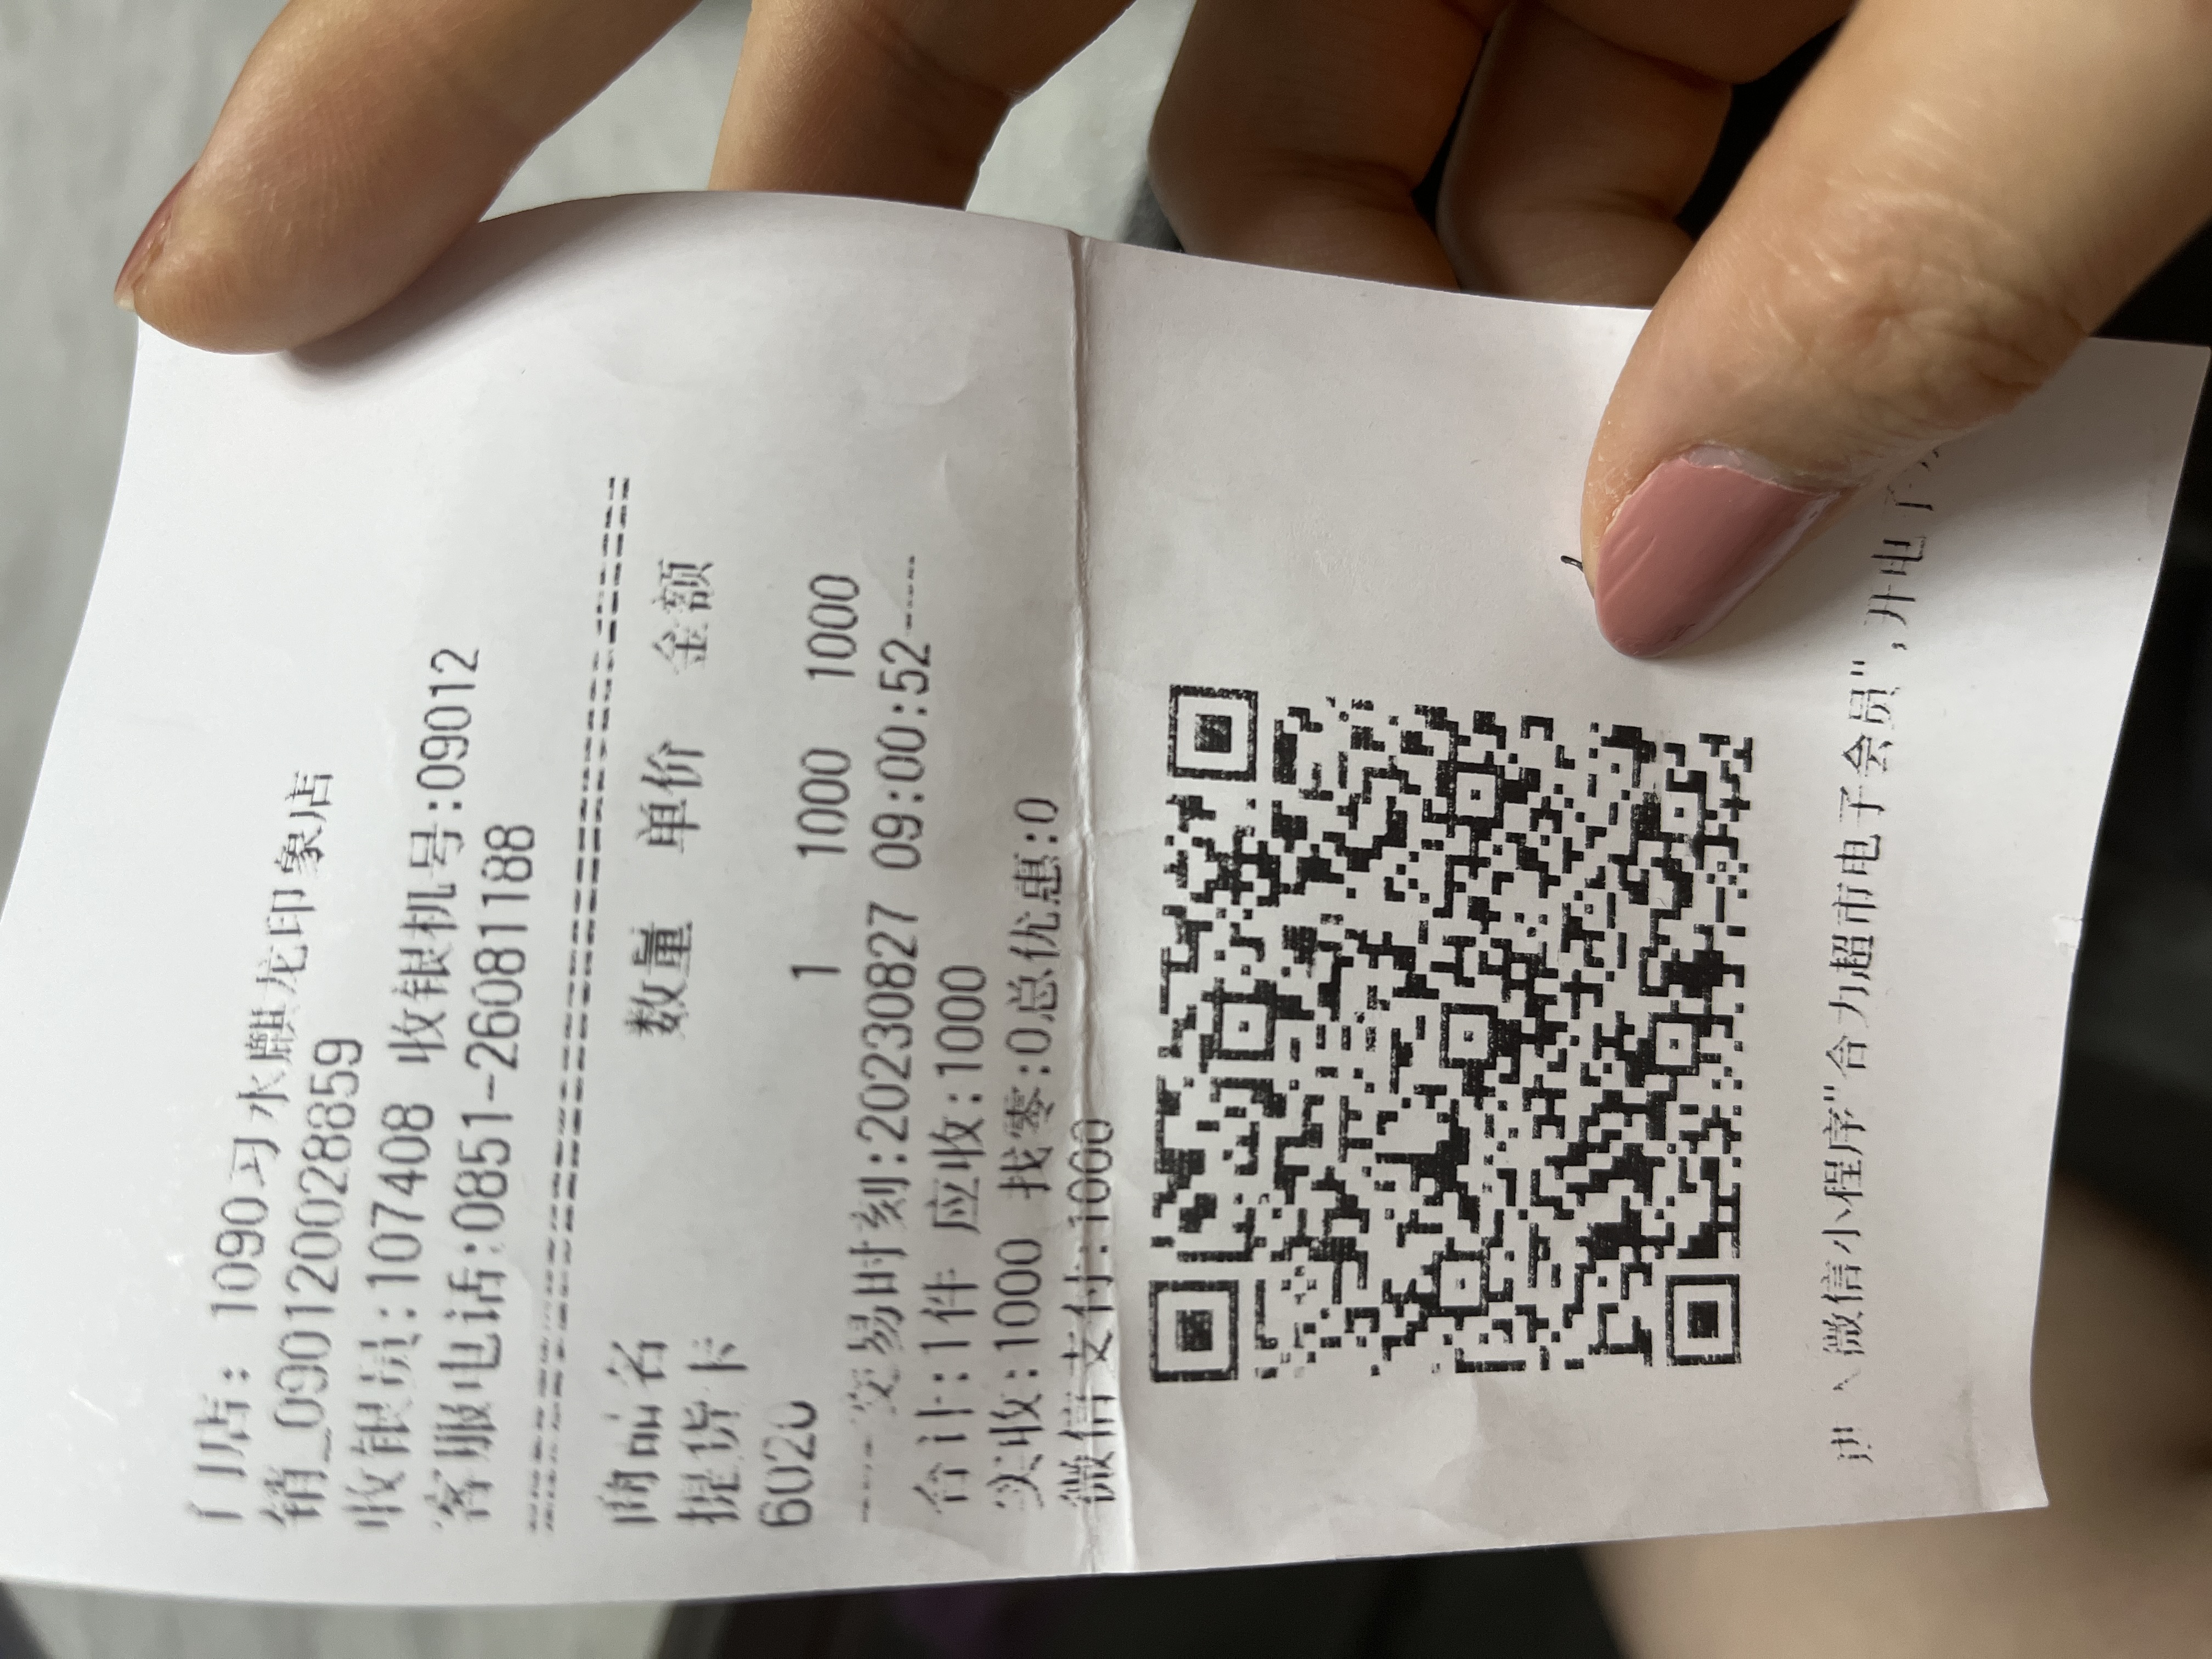 门店: 1090习水麒龙印象店
销_090120028859
收银员:107408 收银机号:09012
客服电话:0851-26081188
商品名 数量 单价 金额
提货卡
6020 1 1000 1000
----交易时刻:20230827 09:00:52----
合计:1件 应收:1000
实收:1000 找零:0总优惠:0
微信支付:1000
进入微信小程序"合力超市电子会员",开电子